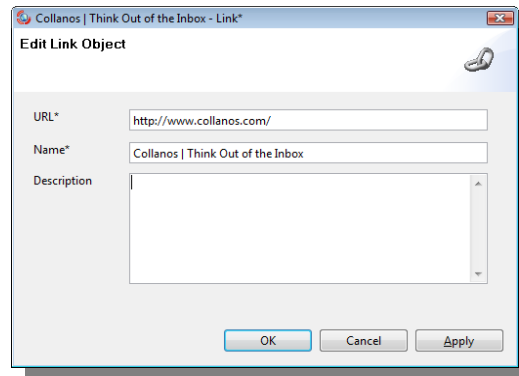 Collanos | Think Out of the Inbox - Link*
Edit Link Object
URL*
http://www.collanos.com/
Name*
Collanos | Think Out of the Inbox
Description
OK Cancel Apply